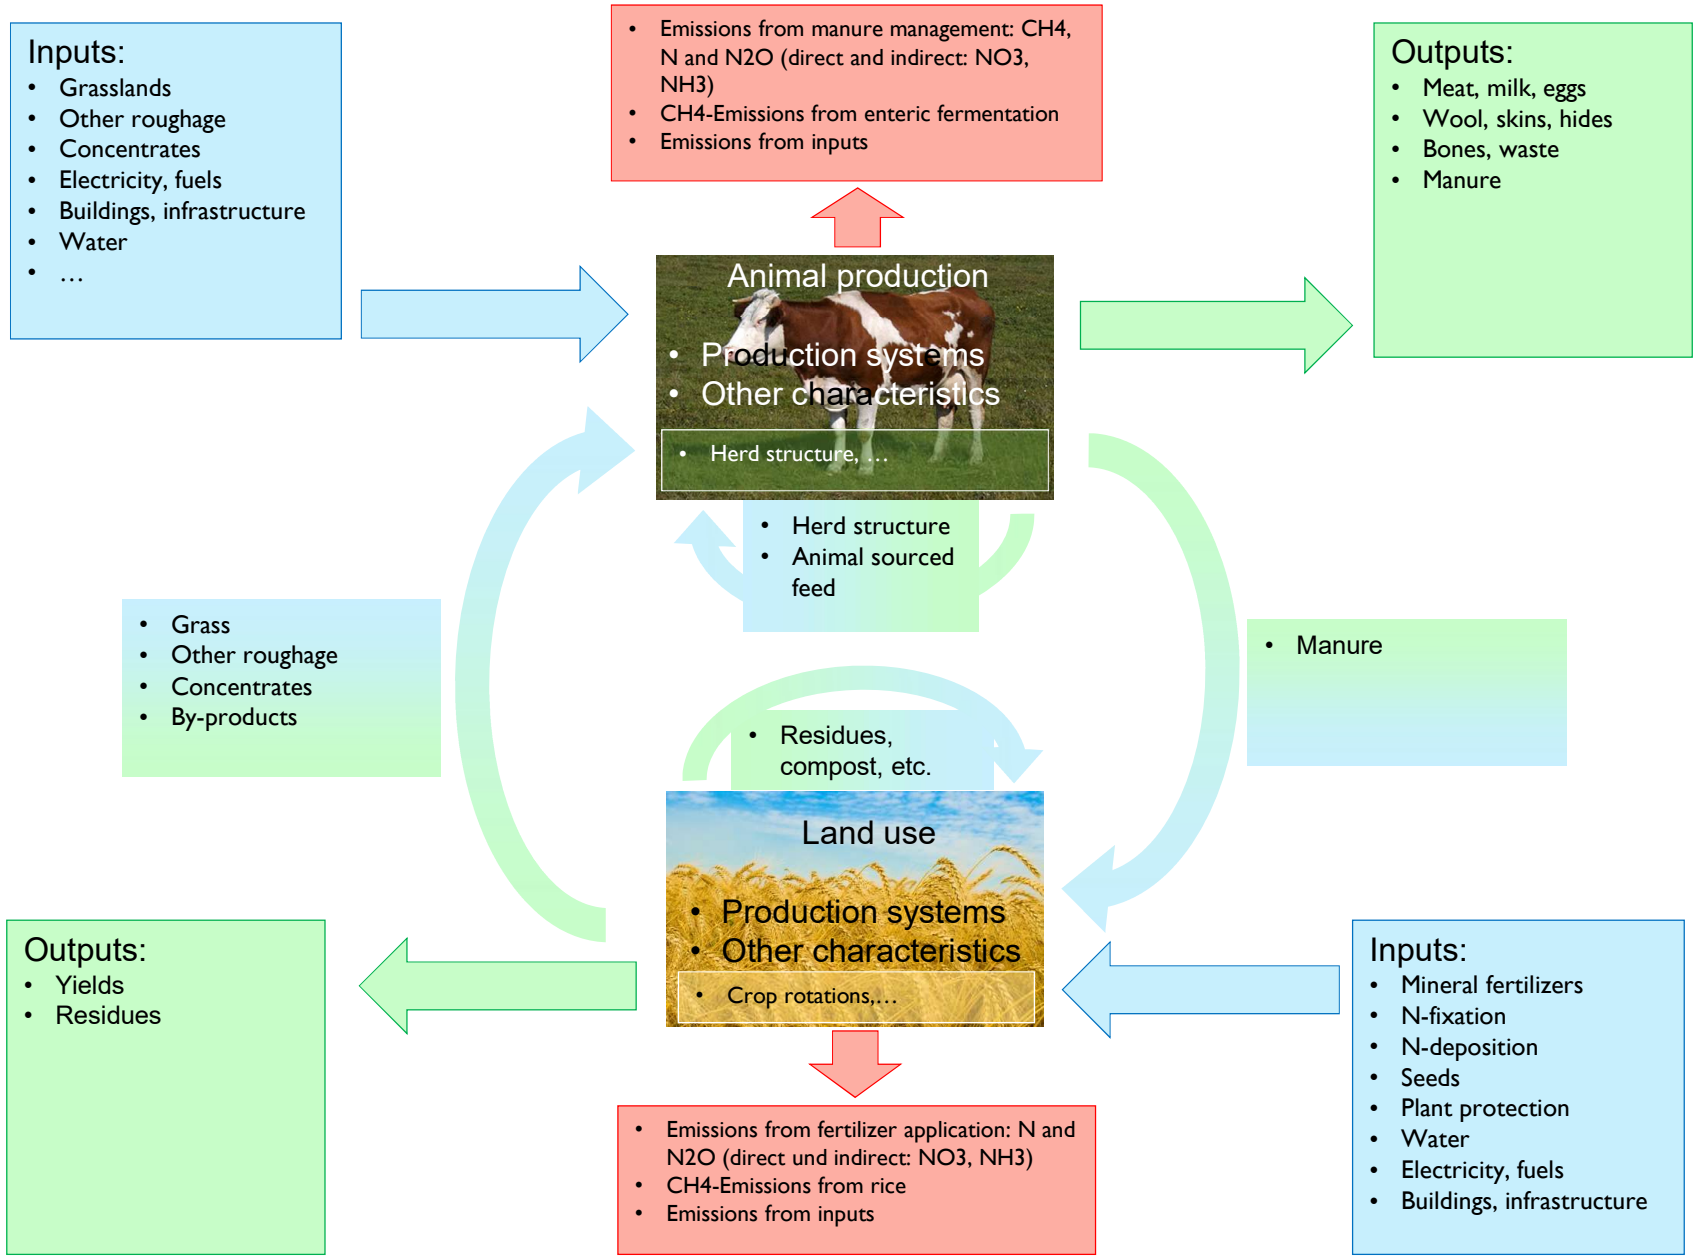 Inputs:
• Grasslands
• Other roughage
• Concentrates
• Electricity, fuels
• Buildings, infrastructure
• Water
• …
• Emissions from manure management: CH4,
N and N2O (direct and indirect: NO3,
NH3)
• CH4-Emissions from enteric fermentation
• Emissions from inputs
Outputs:
• Meat, milk, eggs
• Wool, skins, hides
• Bones, waste
• Manure
Animal production
• Production systems
• Other characteristics
• Herd structure, …
• Herd structure
• Animal sourced
feed
• Grass
• Other roughage
• Concentrates
• By-products
• Manure
• Residues,
compost, etc.
Land use
• Production systems
• Other characteristics
• Crop rotations,…
Outputs:
• Yields
• Residues
Inputs:
• Mineral fertilizers
• N-fixation
• N-deposition
• Seeds
• Plant protection
• Water
• Electricity, fuels
• Buildings, infrastructure
• Emissions from fertilizer application: N and
N2O (direct und indirect: NO3, NH3)
• CH4-Emissions from rice
• Emissions from inputs